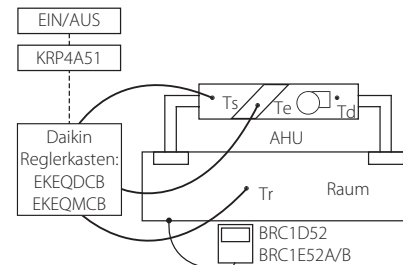 EIN/AUS
KRP4A51
Ts
Te
Td
AHU
Daikin
Reglerkasten:
EKEQDCB
EKEQMCB
Tr
Raum
BRC1D52
BRC1E52A/B